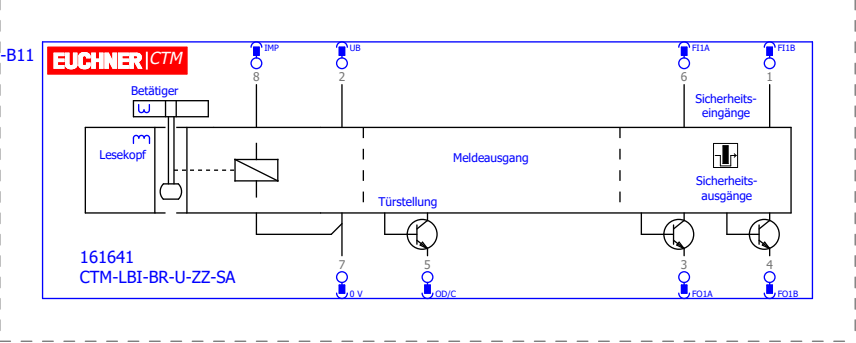 -B11
EUCHNER CTM
IMP
UB
FI1A
FI1B
8
2
6
1
Betätiger
Sicherheits-
eingänge
Lesekopf
Meldeausgang
Sicherheits-
ausgänge
Türstellung
161641
CTM-LBI-BR-U-ZZ-SA
7
5
3
4
0 V
OD/C
FO1A
FO1B